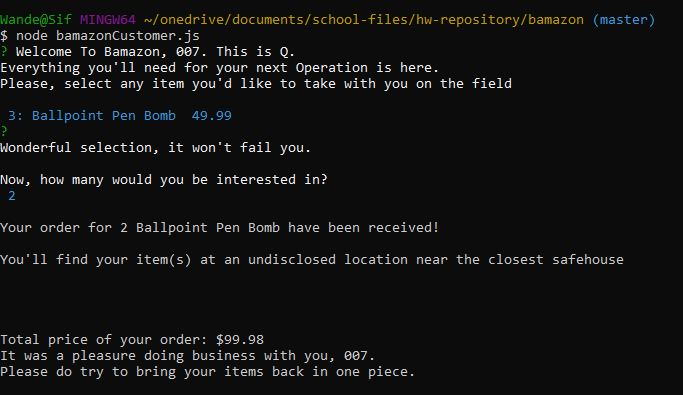 Wande@Sif MINGW64 ~/onedrive/documents/school-files/hw-repository/bamazon (master)
$ node bamazonCustomer.js
? Welcome To Bamazon, 007. This is Q.
Everything you'll need for your next Operation is here.
Please, select any item you'd like to take with you on the field
3: Ballpoint Pen Bomb  49.99
?
Wonderful selection, it won't fail you.
Now, how many would you be interested in?
2
Your order for 2 Ballpoint Pen Bomb have been received!
You'll find your item(s) at an undisclosed location near the closest safehouse
Total price of your order: $99.98
It was a pleasure doing business with you, 007.
Please do try to bring your items back in one piece.